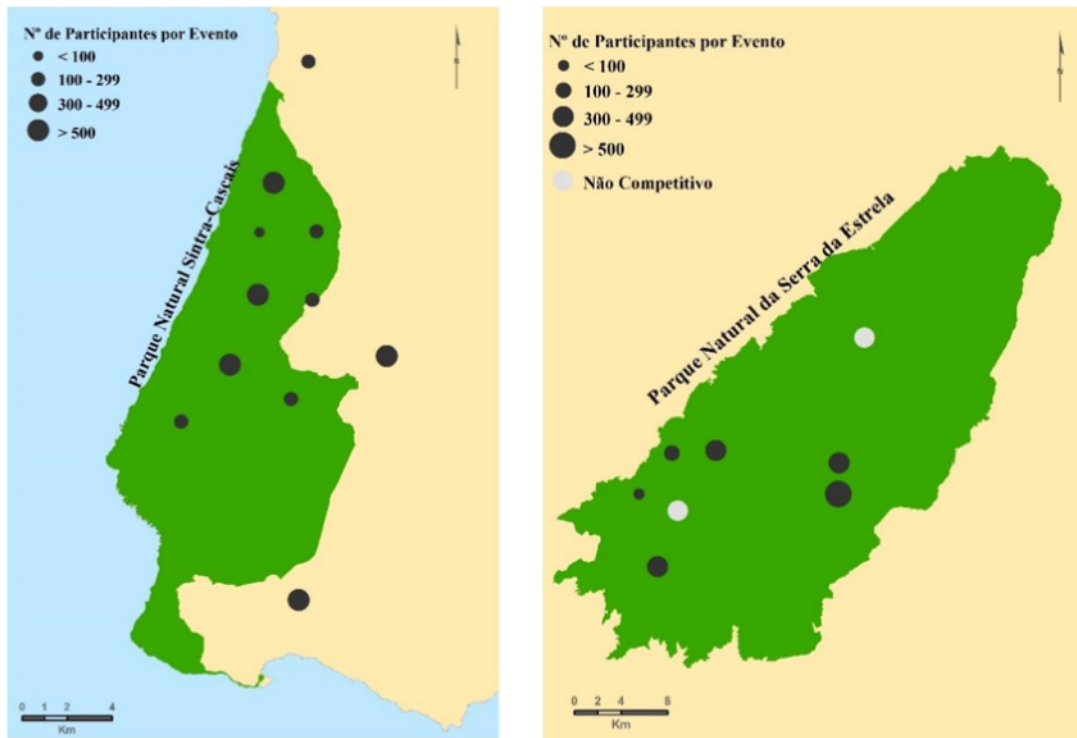 Nº de Participantes por Evento
< 100
100 - 299
300 - 499
> 500
N
Parque Natural Sintra-Cascais
0 1 2 4
Km
Nº de Participantes por Evento
< 100
100 - 299
300 - 499
> 500
Não Competitivo
N
Parque Natural da Serra da Estrela
0 2 4 8
Km